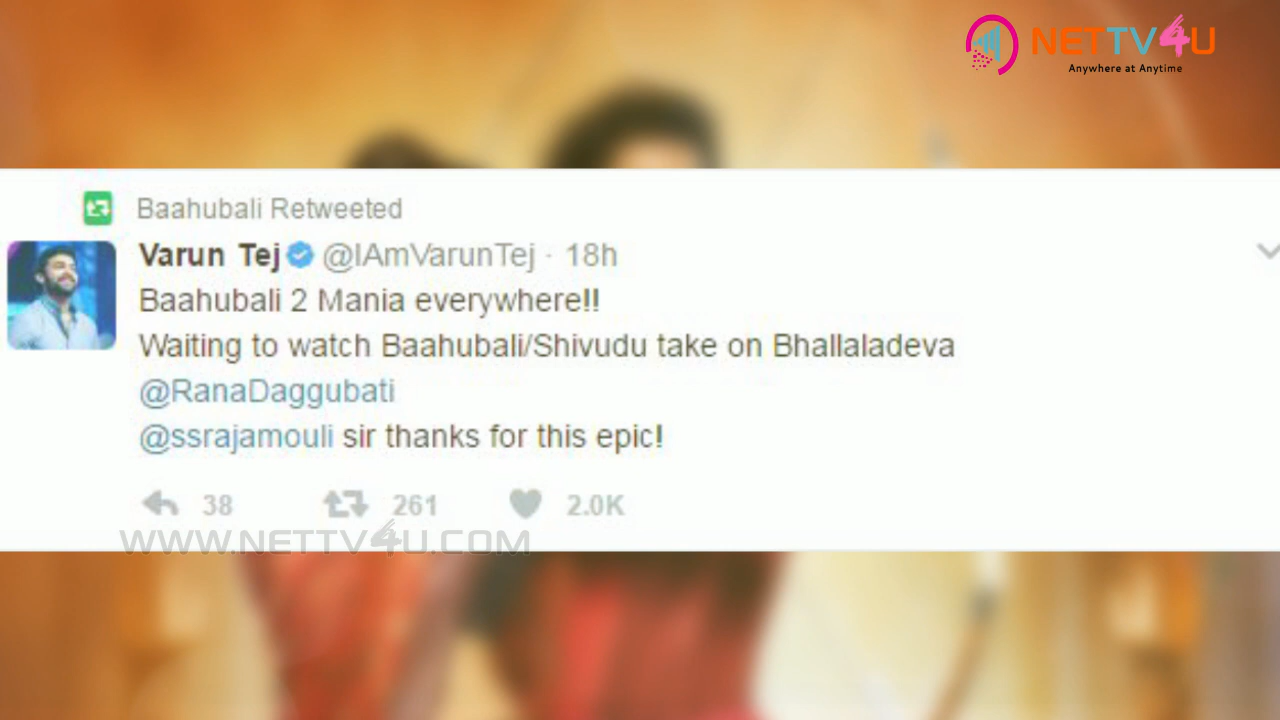 NETTV4U
Anywhere at Anytime
Baahubali Retweeted
Varun Tej @IAmVarunTej · 18h
Baahubali 2 Mania everywhere!!
Waiting to watch Baahubali/Shivudu take on Bhallaladeva
@RanaDaggubati
@ssrajamouli sir thanks for this epic!
38 261 2.0K
WWW.NETTV4U.COM